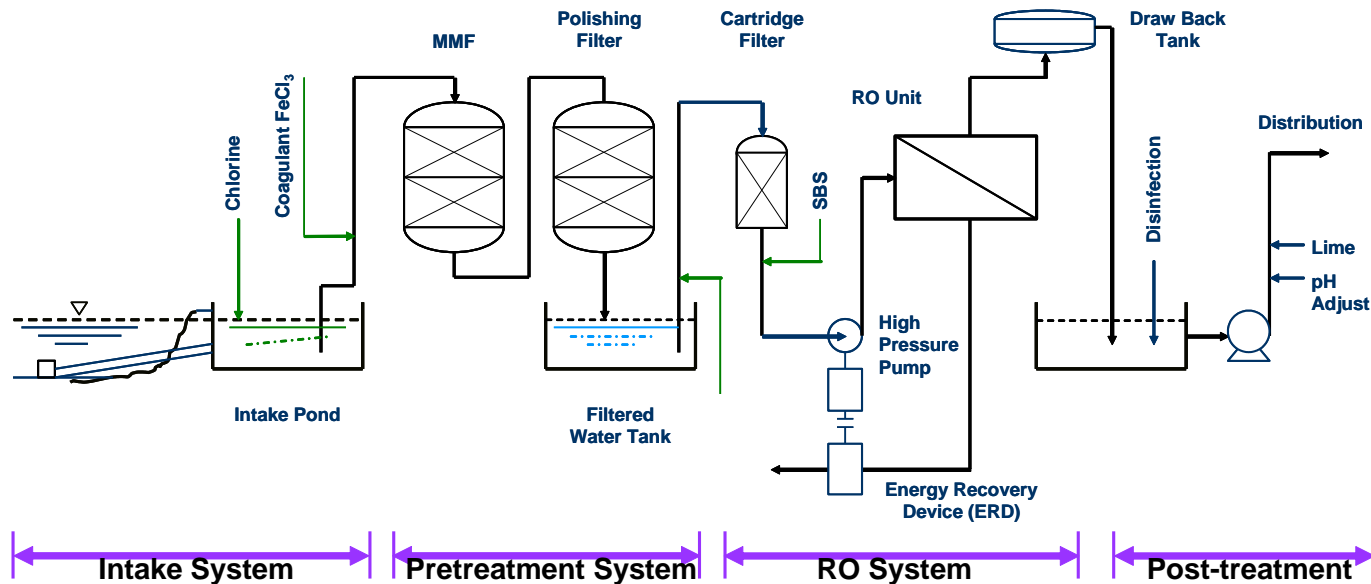 Polishing
Filter
Cartridge
Filter
Draw Back
Tank
MMF
RO Unit
Distribution
Chlorine
Coagulant FeCl₃
SBS
Disinfection
Lime
pH
Adjust
High
Pressure
Pump
Intake Pond
Filtered
Water Tank
Energy Recovery
Device (ERD)
Intake System
Pretreatment System
RO System
Post-treatment